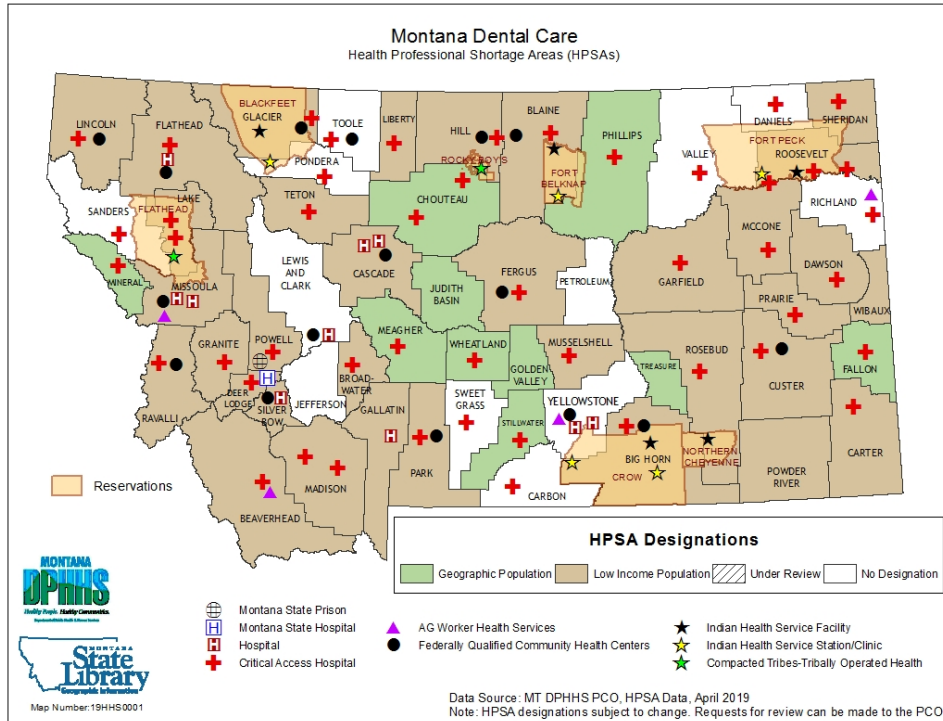 Montana Dental Care
Health Professional Shortage Areas (HPSAs)
LINCOLN
FLATHEAD
BLACKFEET
GLACIER
TOOLE
LIBERTY
HILL
BLAINE
PHILLIPS
DANIELS
SHERIDAN
FORT PECK
ROOSEVELT
VALLEY
PONDERA
ROCKY BOY'S
FORT
BELKNAP
RICHLAND
SANDERS
FLATHEAD
LAKE
TETON
CHOUTEAU
MCCONE
DAWSON
LEWIS
AND
CLARK
CASCADE
FERGUS
PETROLEUM
GARFIELD
MINERAL
MISSOULA
JUDITH
BASIN
PRAIRIE
WIBAUX
POWELL
GRANITE
MEAGHER
WHEATLAND
MUSSELSHELL
ROSEBUD
TREASURE
CUSTER
FALLON
GOLDEN
VALLEY
DEER
LODGE
SILVER
BOW
JEFFERSON
BROAD-
WATER
GALLATIN
SWEET
GRASS
YELLOWSTONE
STILLWATER
RAVALLI
PARK
BIG HORN
CROW
NORTHERN
CHEYENNE
CARTER
POWDER
RIVER
CARBON
MADISON
BEAVERHEAD
Reservations
HPSA Designations
Geographic Population
Low Income Population
Under Review
No Designation
MONTANA
DPHHS
Healthy People. Healthy Communities.
MONTANA
State
Library
Geographic Information
Map Number:19HHS0001
Montana State Prison
H Montana State Hospital
H Hospital
Critical Access Hospital
AG Worker Health Services
Federally Qualified Community Health Centers
Indian Health Service Facility
Indian Health Service Station/Clinic
Compacted Tribes-Tribally Operated Health
Data Source: MT DPHHS PCO, HPSA Data, April 2019
Note: HPSA designations subject to change. Requests for review can be made to the PCO